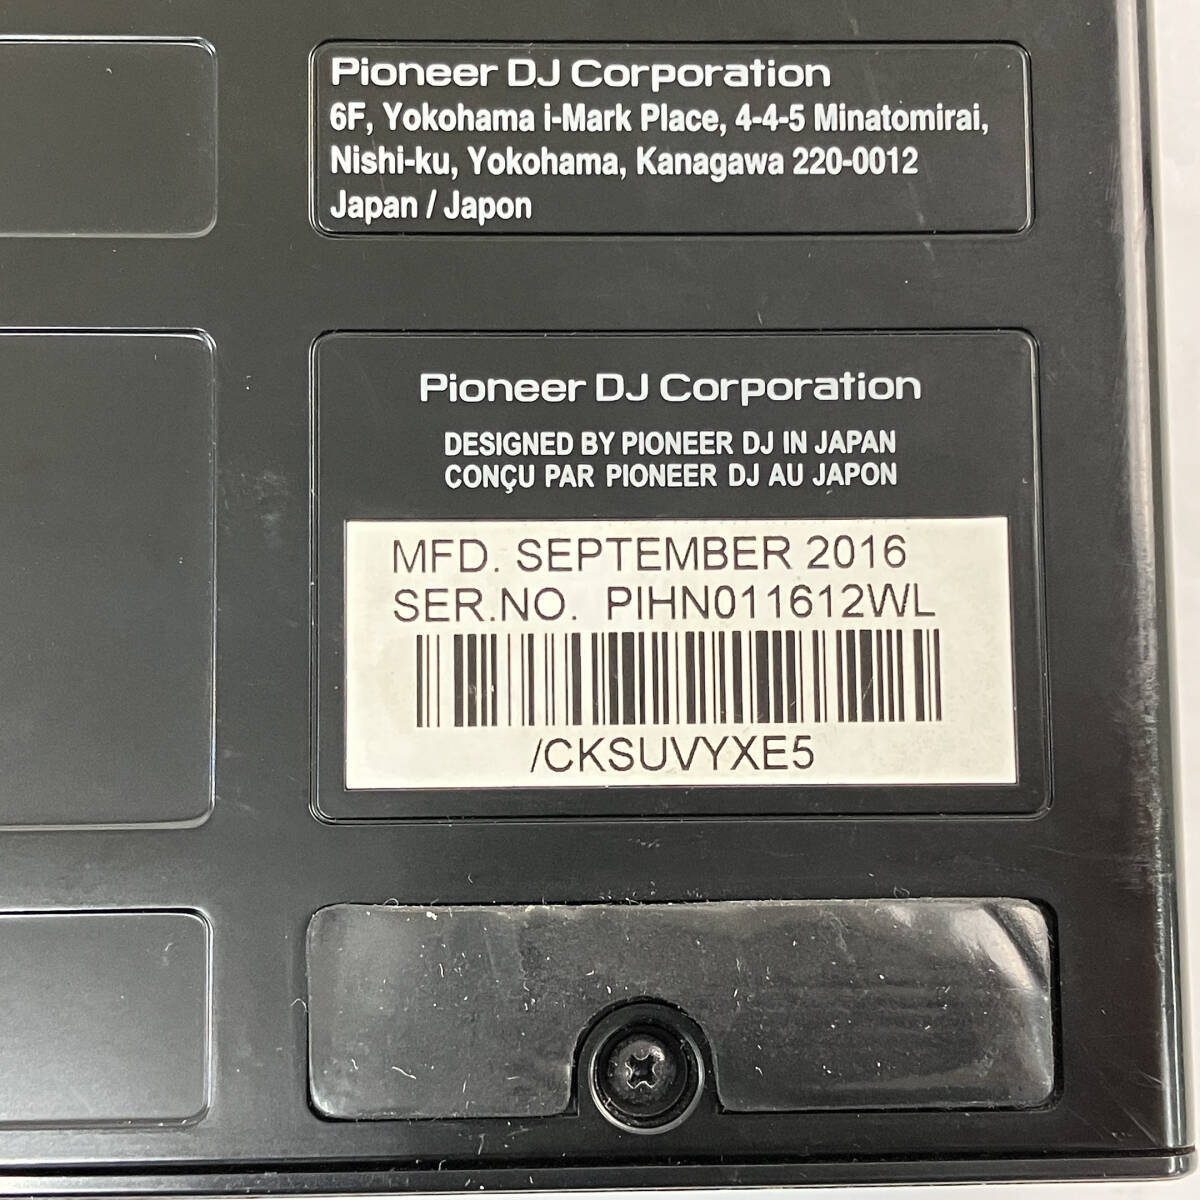 Pioneer DJ Corporation
6F, Yokohama i-Mark Place, 4-4-5 Minatomirai,
Nishi-ku, Yokohama, Kanagawa 220-0012
Japan / Japon
Pioneer DJ Corporation
DESIGNED BY PIONEER DJ IN JAPAN
CONÇU PAR PIONEER DJ AU JAPON
MFD. SEPTEMBER 2016
SER.NO. PIHN011612WL
/CKSUVYXE5